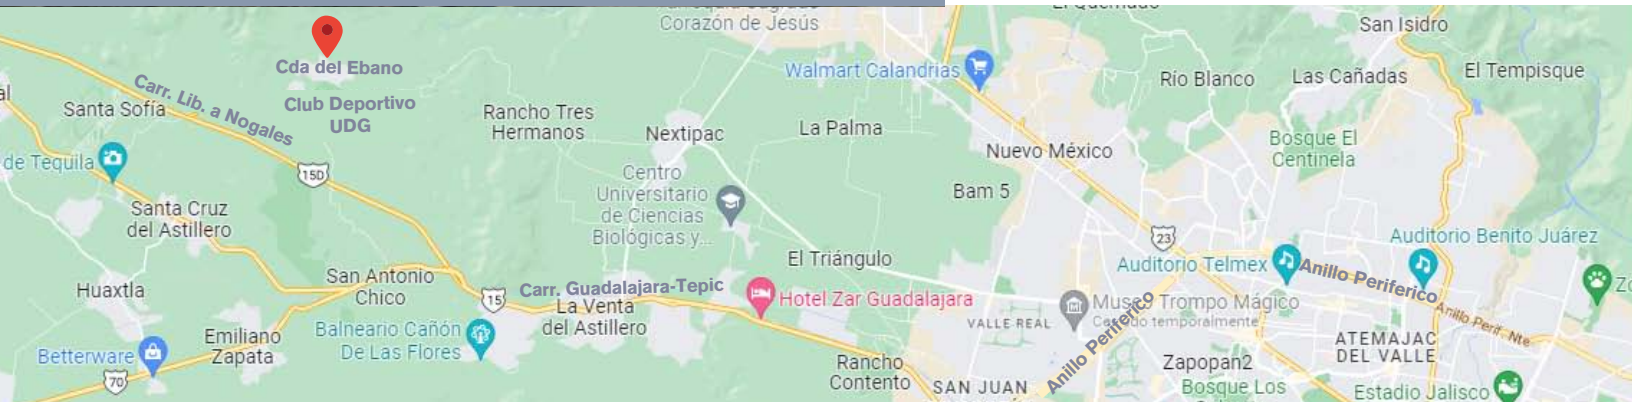 Corazón de Jesús
San Isidro
Walmart Calandrias
Cda del Ebano
Río Blanco
Las Cañadas
El Tempisque
Carr. Lib. a Nogales
Santa Sofía
Club Deportivo
UDG
Rancho Tres
Hermanos
Nextipac
La Palma
Nuevo México
Bosque El
Centinela
de Tequila
15D
Centro
Universitario
de Ciencias
Biológicas y...
Bam 5
Santa Cruz
del Astillero
23
Auditorio Benito Juárez
El Triángulo
Auditorio Telmex
Anillo Periferico
San Antonio
Chico
Huaxtla
15
Carr. Guadalajara-Tepic
La Venta
del Astillero
Hotel Zar Guadalajara
Trompo Mágico
temporalmente
VALLE REAL
Anillo Periferico
Anillo Perif. Nte
Emiliano
Zapata
Balneario Cañón
De Las Flores
ATEMAJAC
DEL VALLE
Betterware
70
Rancho
Contento
SAN JUAN
Zapopan2
Bosque Los
Estadio Jalisco